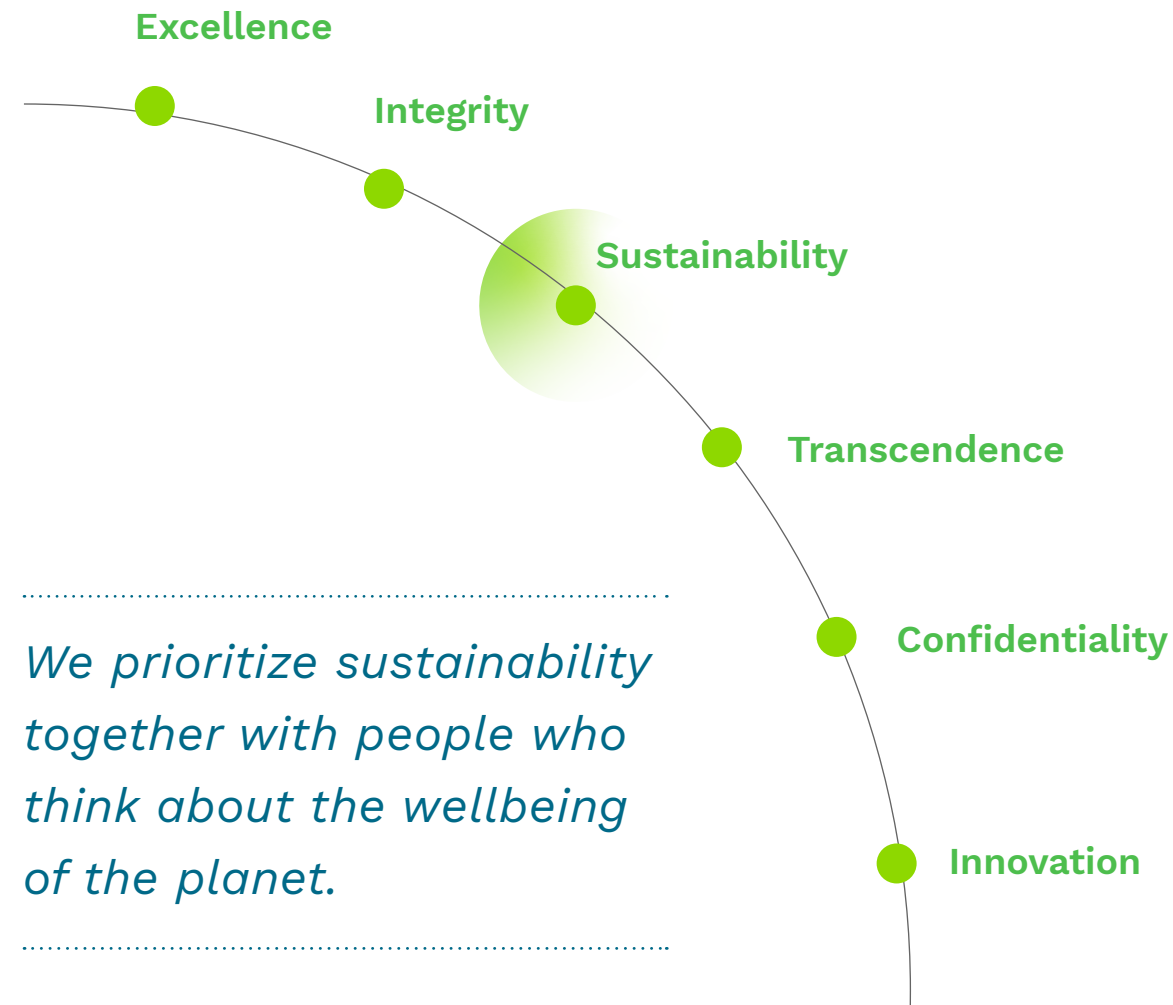 Excellence
Integrity
Sustainability
Transcendence
Confidentiality
Innovation
We prioritize sustainability
together with people who
think about the wellbeing
of the planet.